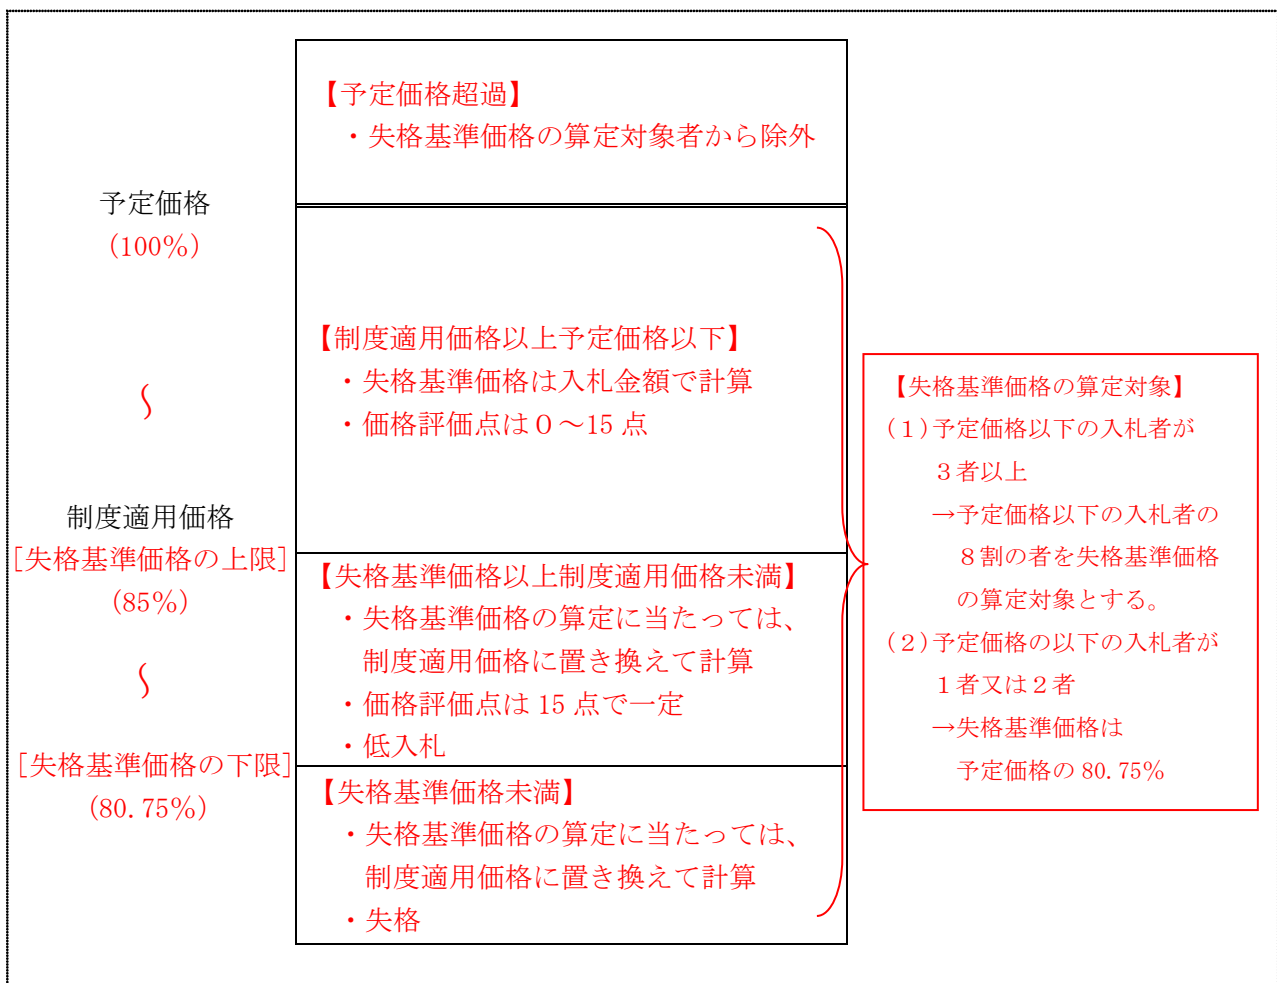 【予定価格超過】
・失格基準価格の算定対象者から除外
予定価格
(100%)
【制度適用価格以上予定価格以下】
・失格基準価格は入札金額で計算
・価格評価点は０～15 点
～
制度適用価格
[失格基準価格の上限]
(85%)
【失格基準価格以上制度適用価格未満】
・失格基準価格の算定に当たっては、
制度適用価格に置き換えて計算
・価格評価点は 15 点で一定
・低入札
～
[失格基準価格の下限]
(80.75%)
【失格基準価格未満】
・失格基準価格の算定に当たっては、
制度適用価格に置き換えて計算
・失格
【失格基準価格の算定対象】
(１)予定価格以下の入札者が
３者以上
→予定価格以下の入札者の
８割の者を失格基準価格
の算定対象とする。
(２)予定価格の以下の入札者が
１者又は２者
→失格基準価格は
予定価格の 80.75%